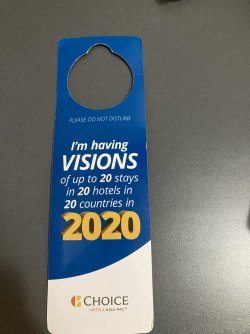 PLEASE DO NOT DISTURB
I'm having
VISIONS
of up to 20 stays
in 20 hotels in
20 countries in
2020
CHOICE
HOTELS ASIA-PAC™